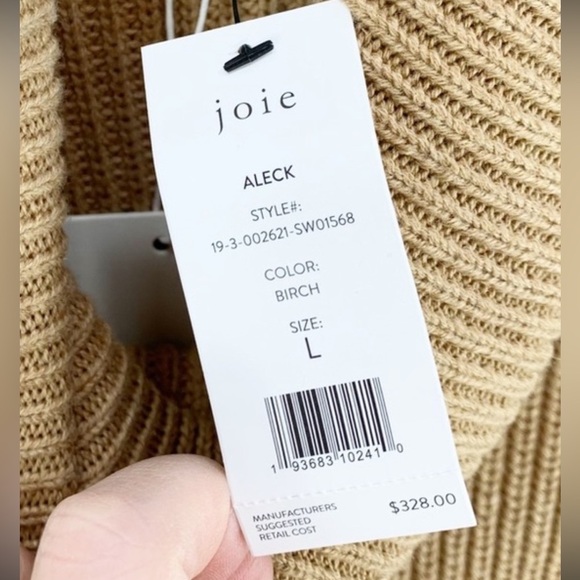 joie
ALECK
STYLE#:
19-3-002621-SW01568
COLOR:
BIRCH
SIZE:
L
1 93683 10241 0
MANUFACTURERS
SUGGESTED
RETAIL COST
$328.00